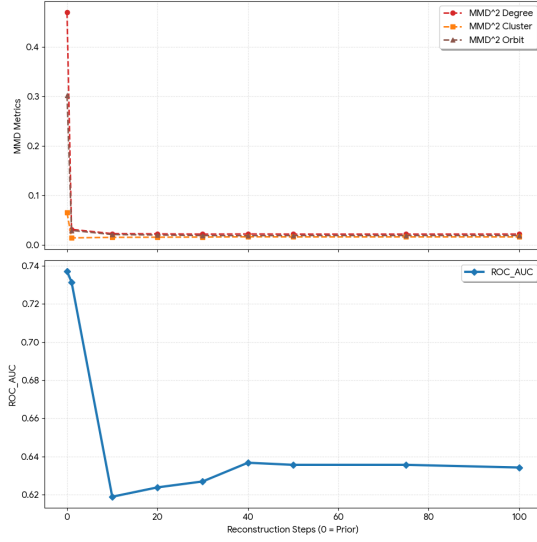 MMD^2 Degree
MMD^2 Cluster
MMD^2 Orbit
0.4
0.3
0.2
0.1
0.0
MMD Metrics
ROC_AUC
0.74
0.72
0.70
0.68
0.66
0.64
0.62
ROC_AUC
0 20 40 60 80 100
Reconstruction Steps (0 = Prior)